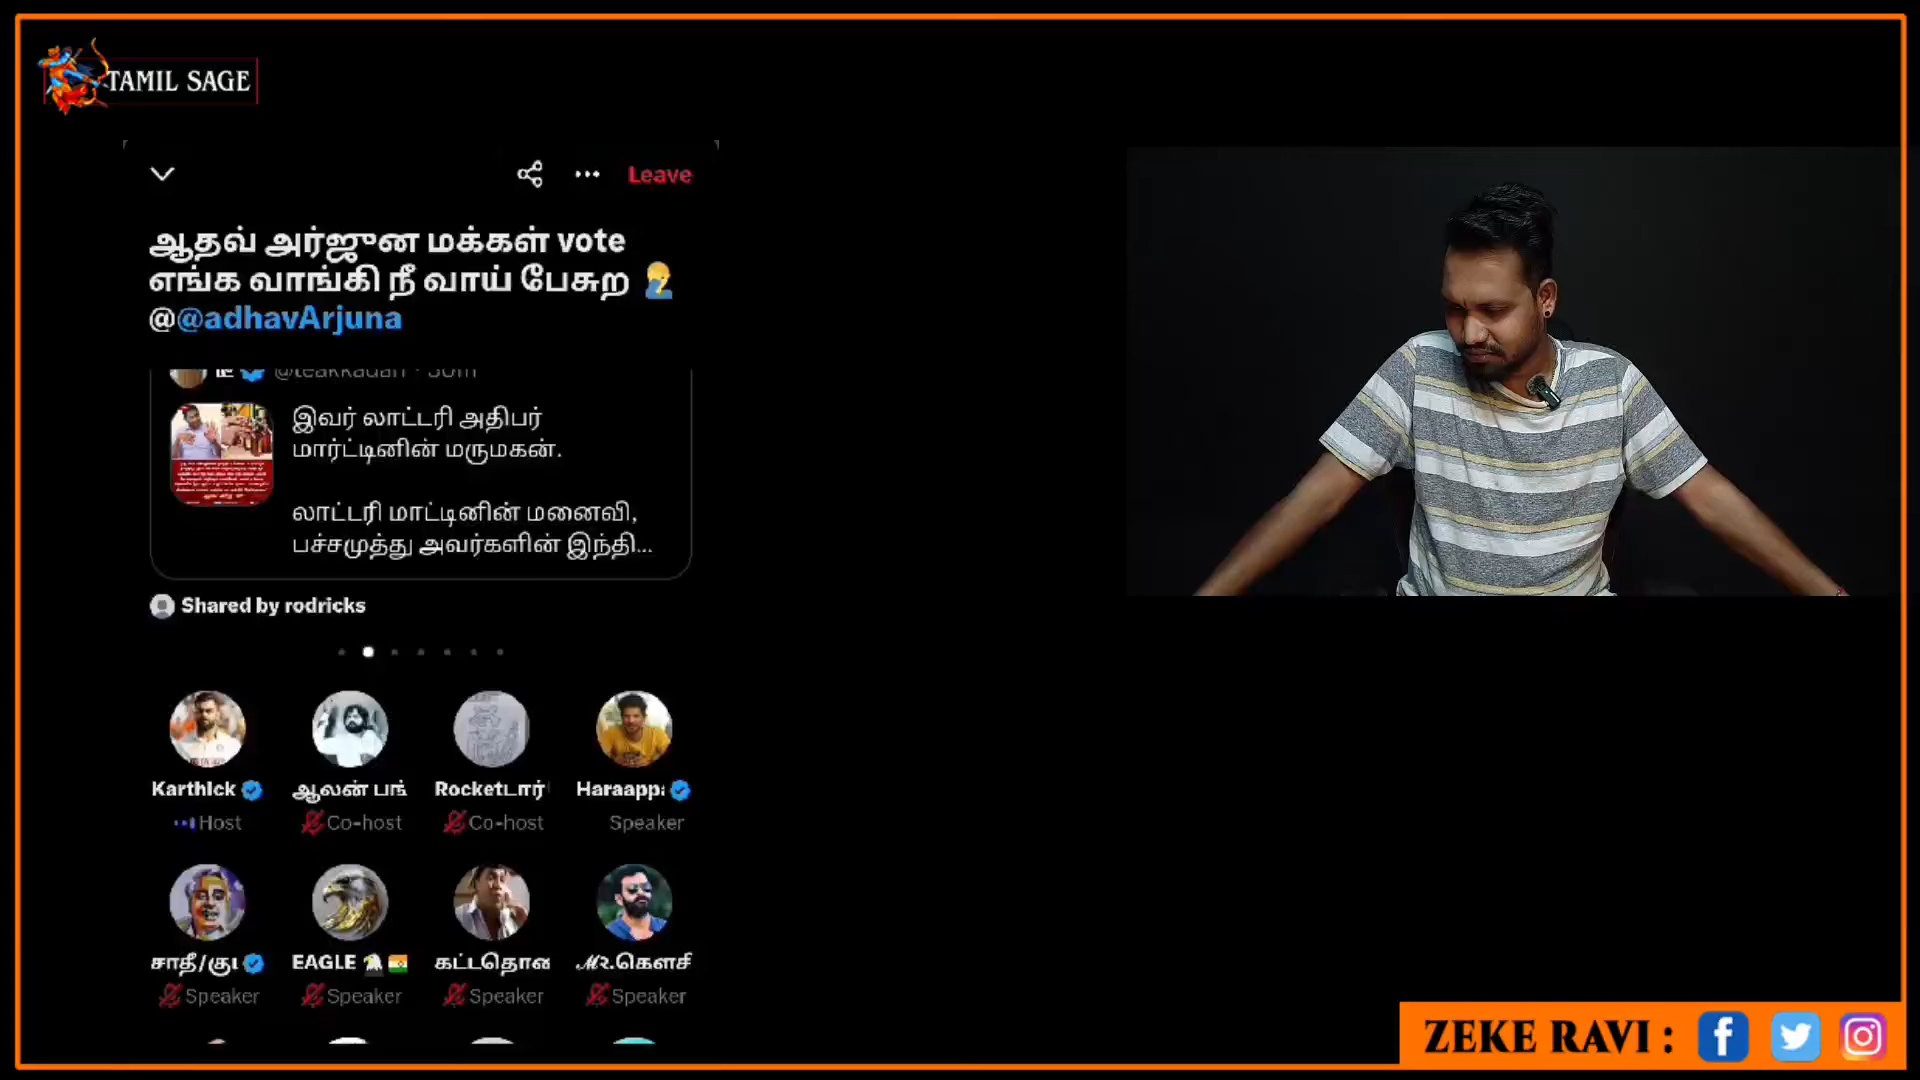 TAMIL SAGE
Leave
ஆதவ் அர்ஜுன மக்கள் vote
எங்க வாங்கி நீ வாய் பேசுற
@@adhavArjuna
இவர் லாட்டரி அதிபர்
மார்ட்டினின் மருமகன்.
லாட்டரி மாட்டினின் மனைவி,
பச்சமுத்து அவர்களின் இந்தி...
Shared by rodricks
Karthick ஆலன் பங் Rocketடார் Haraappa
Host Co-host Co-host Speaker
சாதீ/கு EAGLE கட்டதொ Mr.கௌசி
Speaker Speaker Speaker Speaker
ZEKE RAVI :